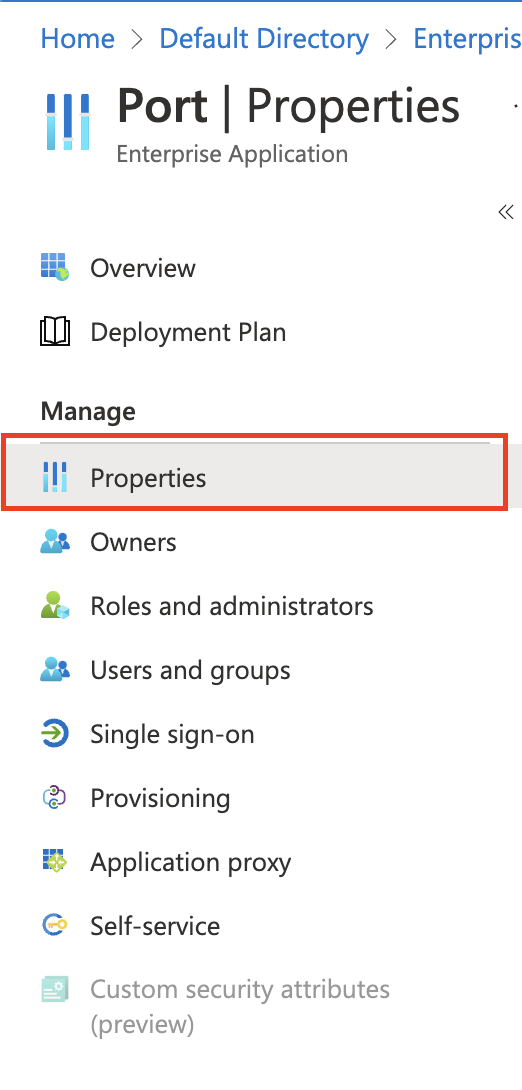 Home > Default Directory > Enterpris
Port | Properties
Enterprise Application
«
Overview
Deployment Plan
Manage
Properties
Owners
Roles and administrators
Users and groups
Single sign-on
Provisioning
Application proxy
Self-service
Custom security attributes
(preview)